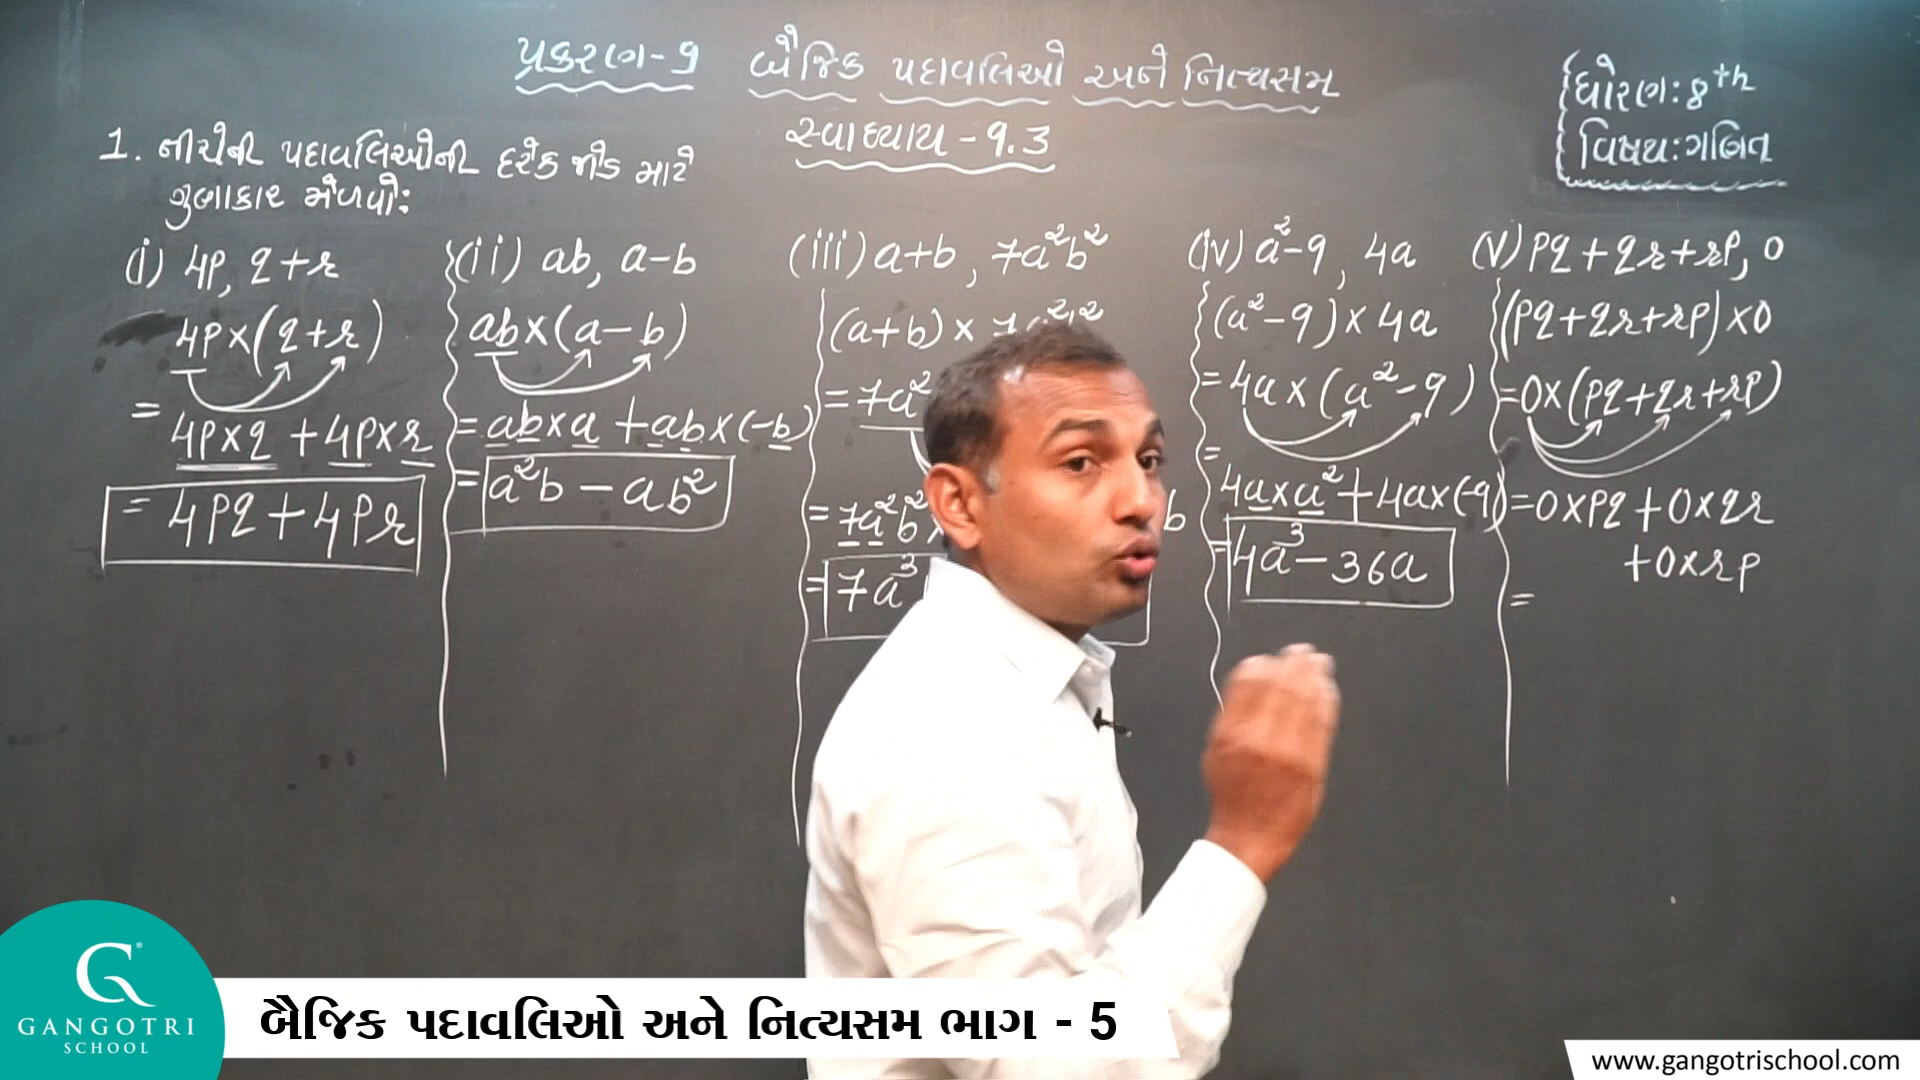 પ્રકરણ-9 બૈજિક પદાવલિઓ અને નિત્યસમ
સ્વાધ્યાય-9.3
ધોરણ: 8th
વિષય: ગણિત
1. નીચેની પદાવલિઓની દરેક જોડ માટે
ગુણાકાર મેળવો:
(i) 4p, q+r
4p×(q+r)
= 4p×q + 4p×r
= 4pq + 4pr
(ii) ab, a-b
ab×(a-b)
= ab×a + ab×(-b)
= a²b - ab²
(iii) a+b, 7a²b²
(a+b)×7a²b²
= 7a²
= 7a²b² b
= 7a³
(iv) a²-9, 4a
(a²-9)×4a
= 4a×(a²-9)
=
4a×a² + 4a×(-9)
= 4a³ - 36a
(v) pq+qr+rp, 0
(pq+qr+rp)×0
= 0×(pq+qr+rp)
= 0×pq + 0×qr
+ 0×rp
=
GANGOTRI
SCHOOL
બૈજિક પદાવલિઓ અને નિત્યસમ ભાગ - 5
www.gangotrischool.com